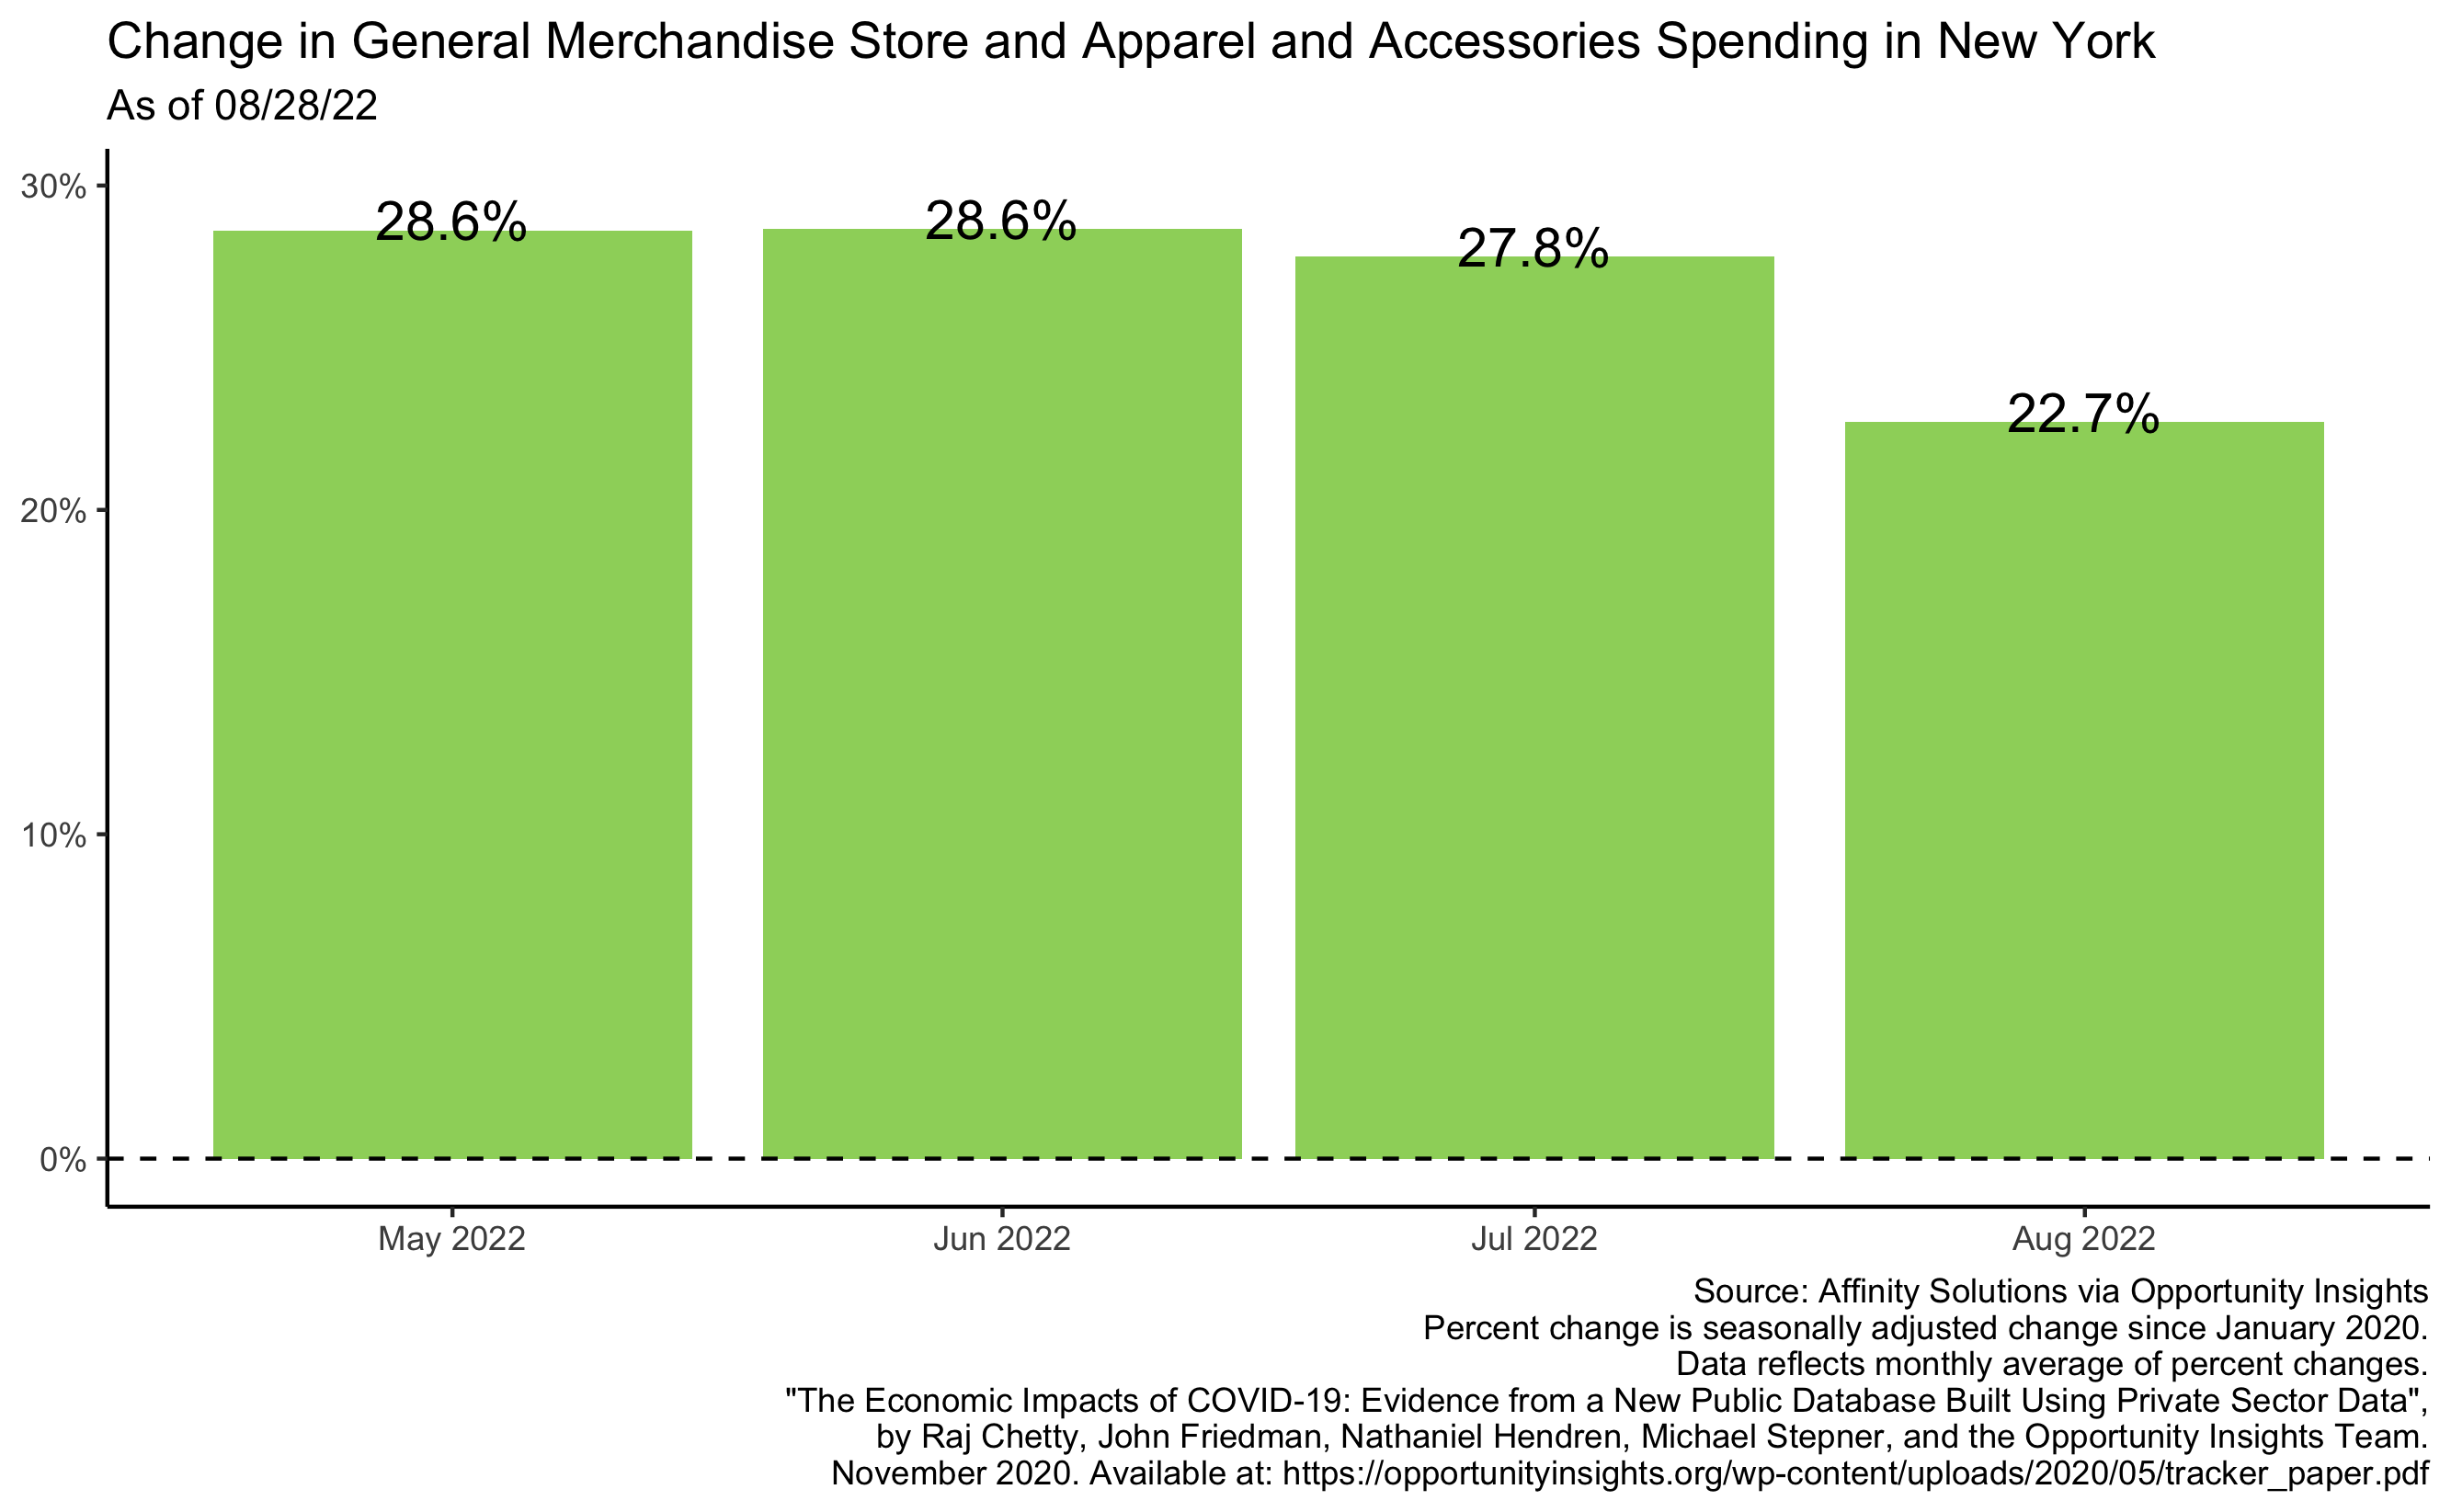 Change in General Merchandise Store and Apparel and Accessories Spending in New York
As of 08/28/22
30%
20%
10%
0%
28.6%
28.6%
27.8%
22.7%
May 2022
Jun 2022
Jul 2022
Aug 2022
Source: Affinity Solutions via Opportunity Insights
Percent change is seasonally adjusted change since January 2020.
Data reflects monthly average of percent changes.
"The Economic Impacts of COVID-19: Evidence from a New Public Database Built Using Private Sector Data",
by Raj Chetty, John Friedman, Nathaniel Hendren, Michael Stepner, and the Opportunity Insights Team.
November 2020. Available at: https://opportunityinsights.org/wp-content/uploads/2020/05/tracker_paper.pdf